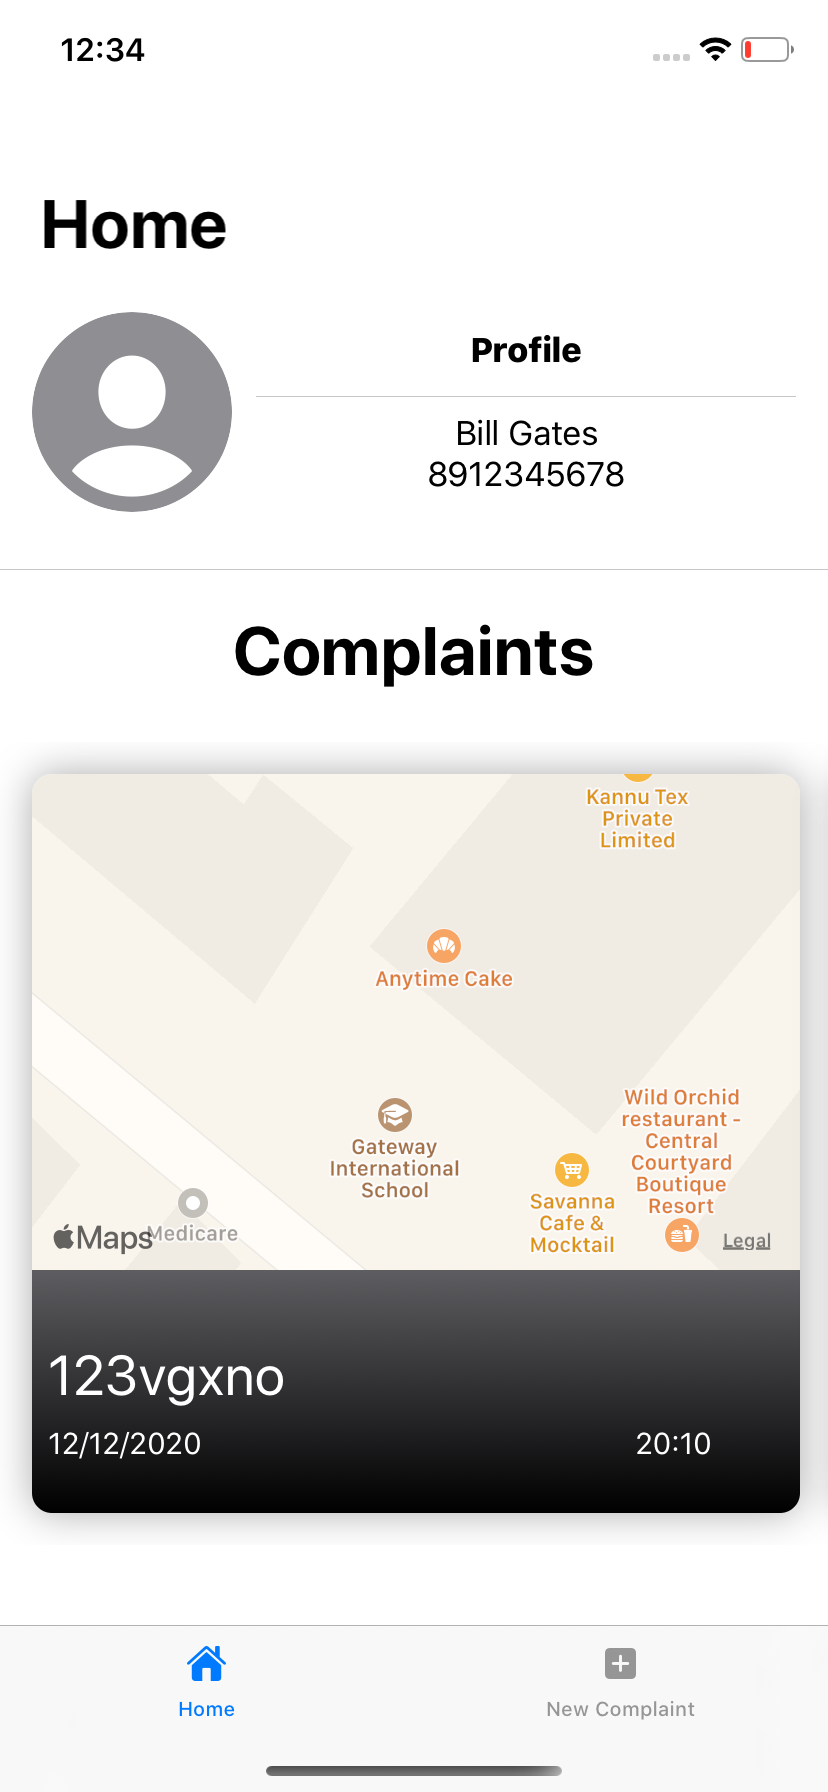 12:34
Home
Profile
Bill Gates
8912345678
Complaints
Kannu Tex
Private
Limited
Anytime Cake
Gateway
International
School
Wild Orchid
restaurant -
Central
Courtyard
Boutique
Resort
Savanna
Cafe &
Mocktail
Medicare
Maps
Legal
123vgxno
12/12/2020 20:10
Home
New Complaint